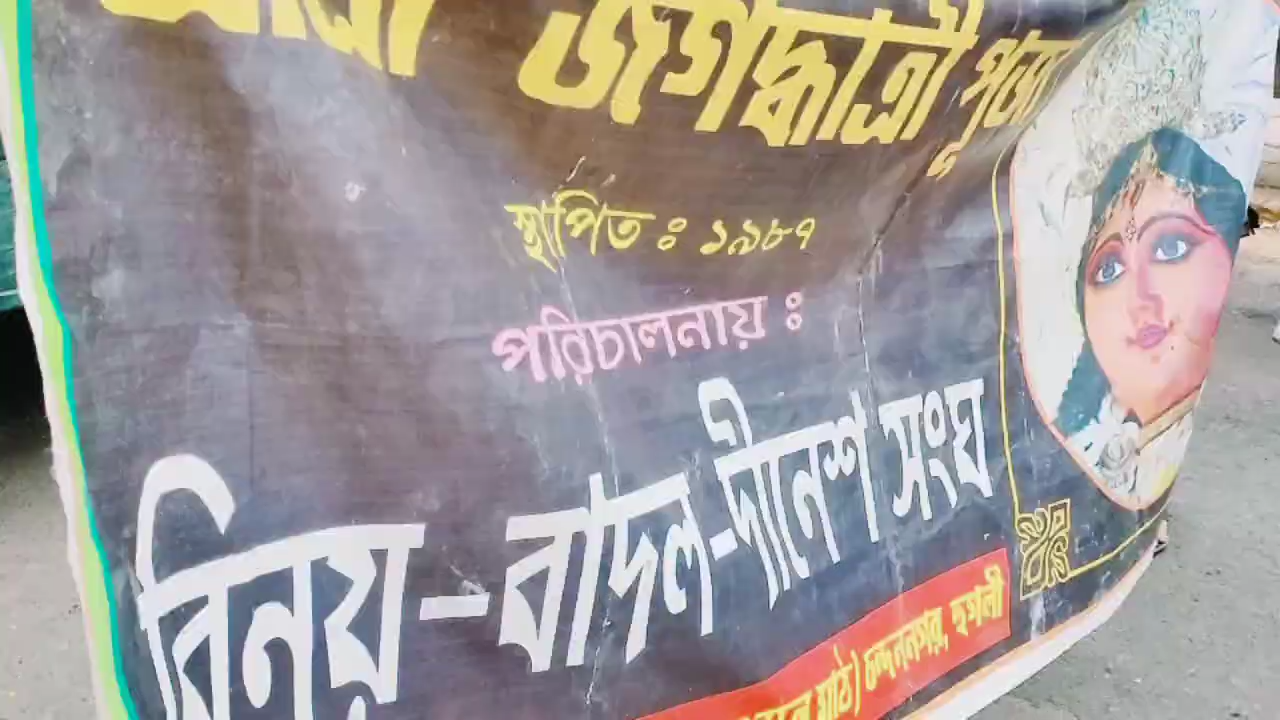 জগদ্ধাত্রী পূজা
স্থাপিত ঃ ১৯৮৭
পরিচালনায় ঃ
বিনয়-বাদল-দীনেশ সংঘ
মাঠ) চন্দননগর, হুগলী